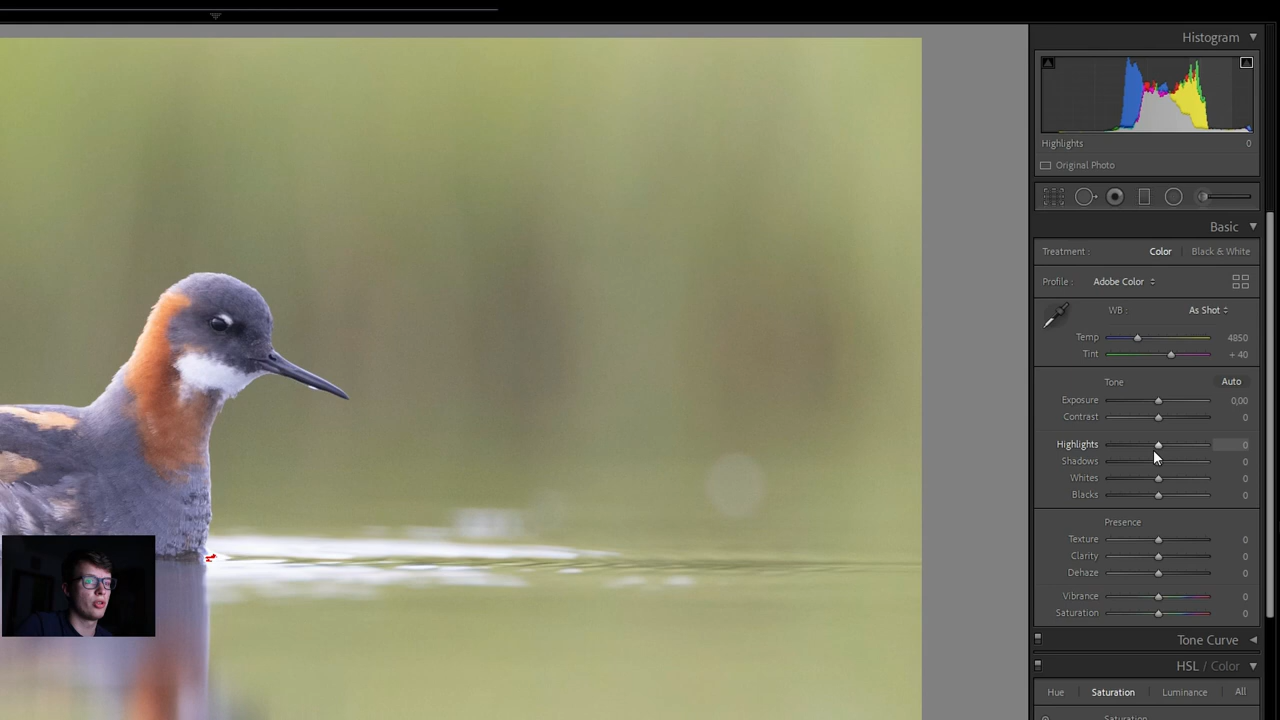 Histogram
Highlights 0
Original Photo
Basic
Treatment : Color Black & White
Profile : Adobe Color
WB : As Shot
Temp 4850
Tint + 40
Tone Auto
Exposure 0,00
Contrast 0
Highlights 0
Shadows 0
Whites 0
Blacks 0
Presence
Texture 0
Clarity 0
Dehaze 0
Vibrance 0
Saturation 0
Tone Curve
HSL / Color
Hue Saturation Luminance All
Saturation